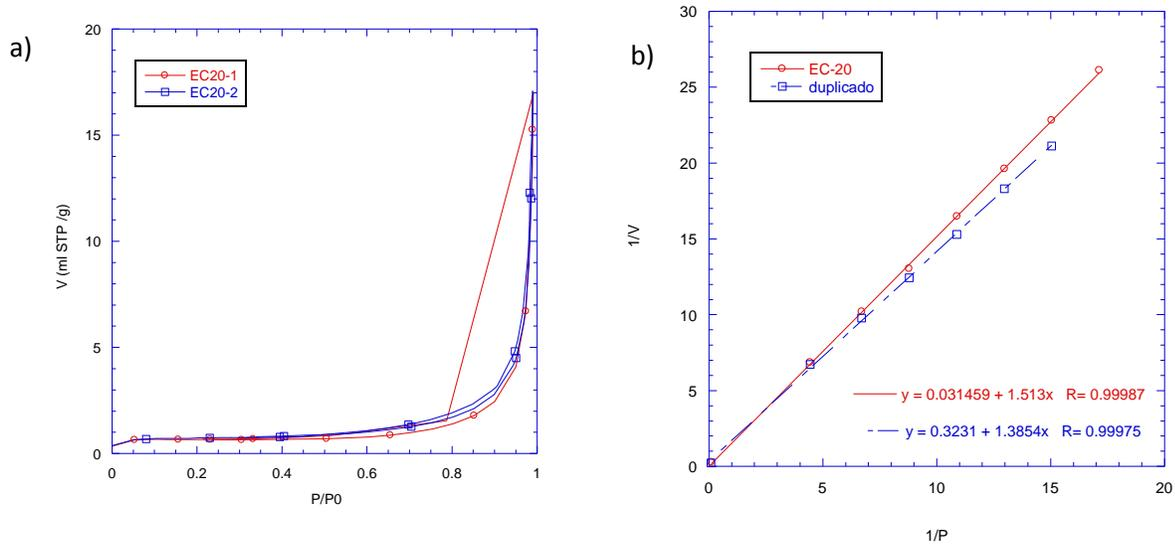 a)
20
15
10
5
0
V (ml STP /g)
EC20-1
EC20-2
0 0.2 0.4 0.6 0.8 1
P/P0
b)
30
25
20
15
10
5
0
1/V
EC-20
duplicado
y = 0.031459 + 1.513x R= 0.99987
y = 0.3231 + 1.3854x R= 0.99975
0 5 10 15 20
1/P